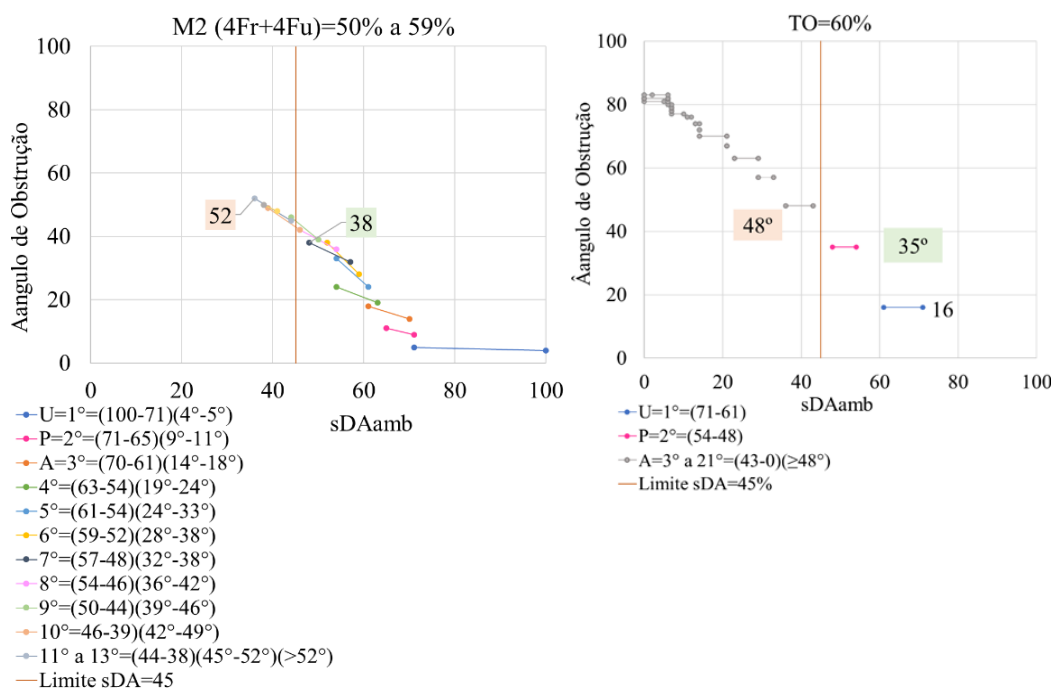 M2 (4Fr+4Fu)=50% a 59%
100
80
60
40
20
0
Aangulo de Obstrução
52
38
0
20
40
60
80
100
sDAamb
U=1°=(100-71)(4°-5°)
P=2°=(71-65)(9°-11°)
A=3°=(70-61)(14°-18°)
4°=(63-54)(19°-24°)
5°=(61-54)(24°-33°)
6°=(59-52)(28°-38°)
7°=(57-48)(32°-38°)
8°=(54-46)(36°-42°)
9°=(50-44)(39°-46°)
10°=46-39)(42°-49°)
11° a 13°=(44-38)(45°-52°)(>52°)
Limite sDA=45
TO=60%
100
80
60
40
20
0
Âangulo de Obstrução
48º
35º
16
0
20
40
60
80
100
sDAamb
U=1°=(71-61)
P=2°=(54-48)
A=3° a 21°=(43-0)(≥48°)
Limite sDA=45%